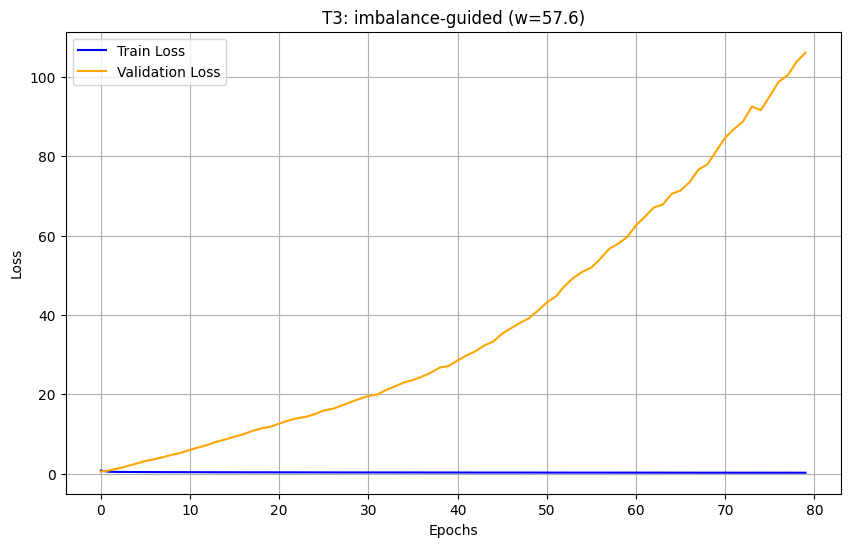 T3: imbalance-guided (w=57.6)
Train Loss
Validation Loss
100
80
60
40
20
0
Loss
0 10 20 30 40 50 60 70 80
Epochs